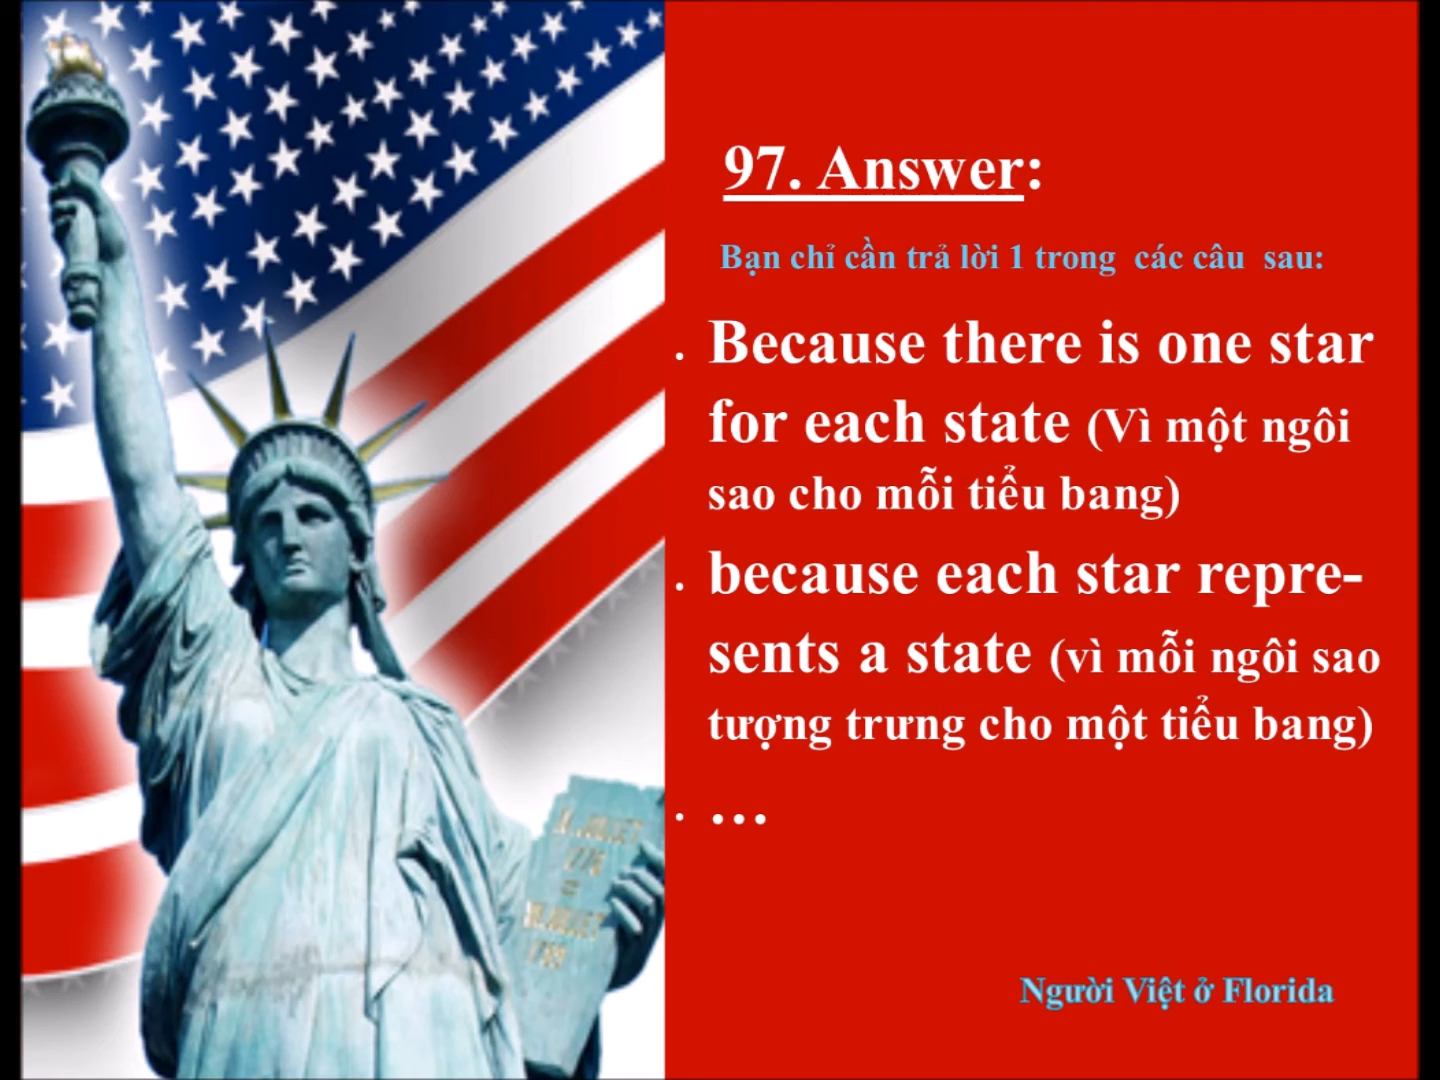 97. Answer:
Bạn chỉ cần trả lời 1 trong các câu sau:
. Because there is one star
for each state (Vì một ngôi
sao cho mỗi tiểu bang)
. because each star repre-
sents a state (vì mỗi ngôi sao
tượng trưng cho một tiểu bang)
. …
Người Việt ở Florida